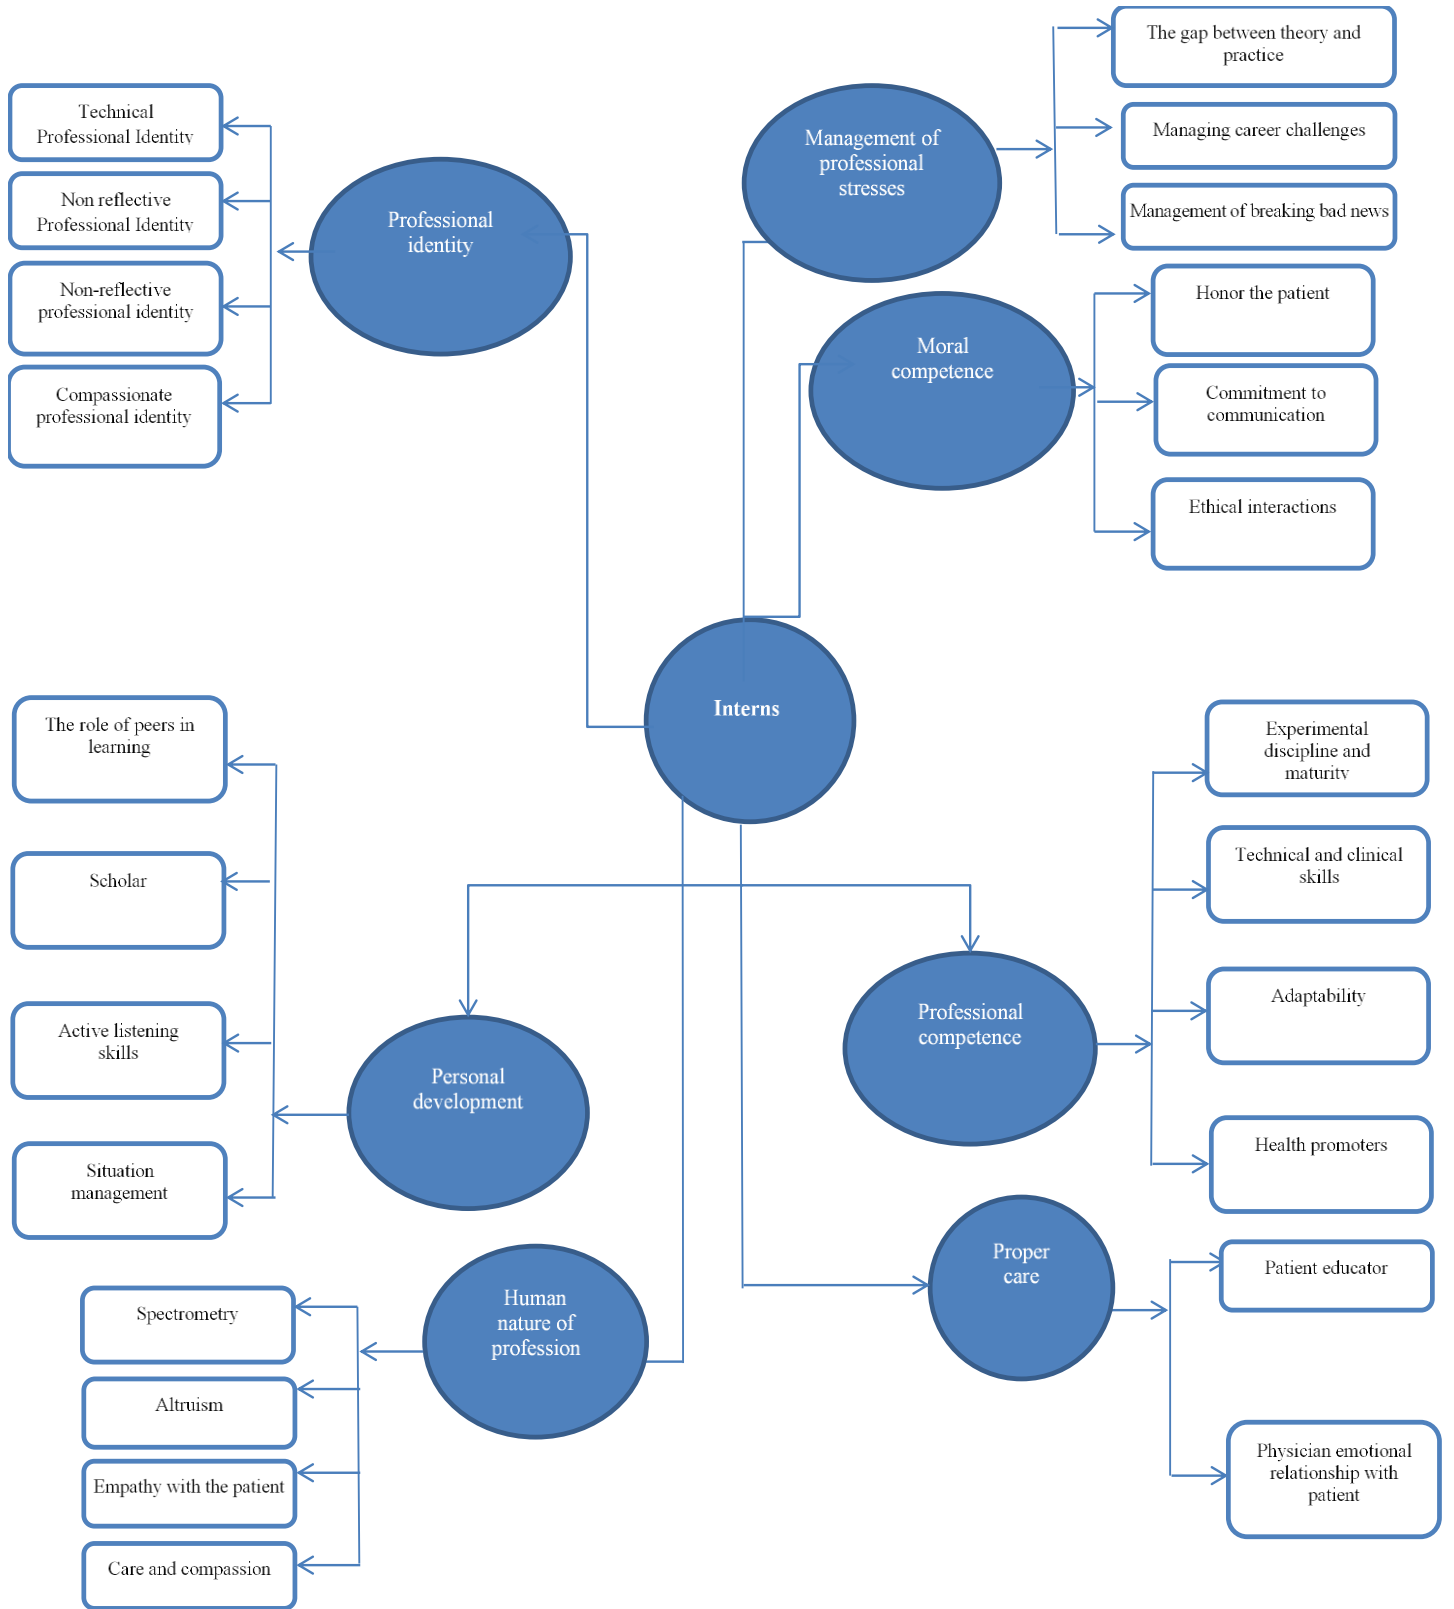 The gap between theory and
practice
Managing career challenges
Management of breaking bad news
Management of
professional
stresses
Technical
Professional Identity
Non reflective
Professional Identity
Non-reflective
professional identity
Compassionate
professional identity
Professional
identity
Moral
competence
Honor the patient
Commitment to
communication
Ethical interactions
Interns
The role of peers in
learning
Scholar
Active listening
skills
Situation
management
Personal
development
Experimental
discipline and
maturity
Technical and clinical
skills
Adaptability
Health promoters
Professional
competence
Proper
care
Patient educator
Physician emotional
relationship with
patient
Human
nature of
profession
Spectrometry
Altruism
Empathy with the patient
Care and compassion